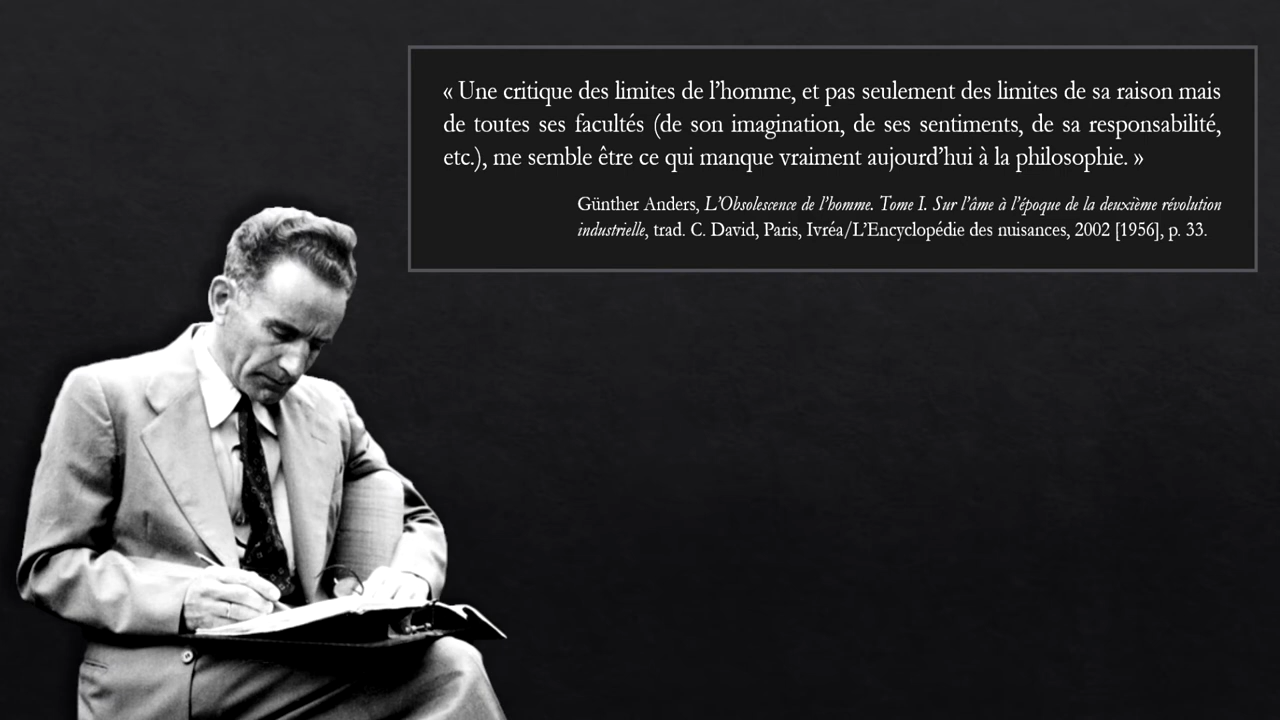 « Une critique des limites de l’homme, et pas seulement des limites de sa raison mais
de toutes ses facultés (de son imagination, de ses sentiments, de sa responsabilité,
etc.), me semble être ce qui manque vraiment aujourd’hui à la philosophie. »
Günther Anders, L’Obsolescence de l’homme. Tome I. Sur l’âme à l’époque de la deuxième révolution
industrielle, trad. C. David, Paris, Ivréa/L’Encyclopédie des nuisances, 2002 [1956], p. 33.